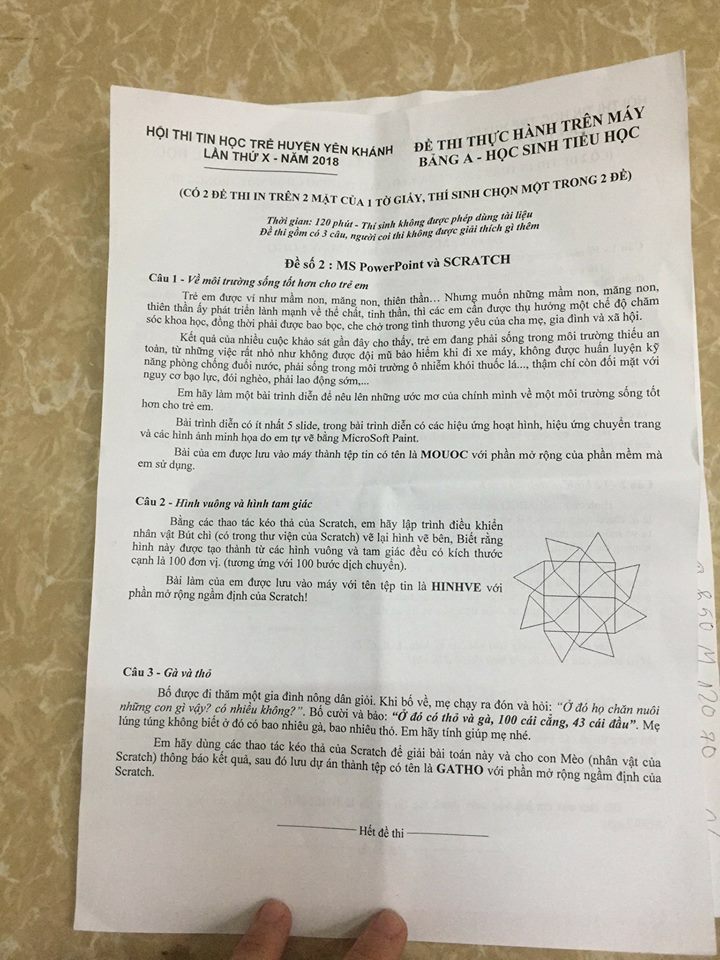 HỘI THI TIN HỌC TRẺ HUYỆN YÊN KHÁNH
LẦN THỨ X - NĂM 2018
ĐỀ THI THỰC HÀNH TRÊN MÁY
BẢNG A - HỌC SINH TIỂU HỌC
(CÓ 2 ĐỀ THI IN TRÊN 2 MẶT CỦA 1 TỜ GIẤY, THÍ SINH CHỌN MỘT TRONG 2 ĐỀ)
Thời gian: 120 phút - Thí sinh không được phép dùng tài liệu
Đề thi gồm có 3 câu, người coi thi không được giải thích gì thêm
Đề số 2 : MS PowerPoint và SCRATCH
Câu 1 - Về môi trường sống tốt hơn cho trẻ em
Trẻ em được ví như mầm non, măng non, thiên thần… Nhưng muốn những mầm non, măng non,
thiên thần ấy phát triển lành mạnh về thể chất, tinh thần, thì các em cần được thụ hưởng một chế độ chăm
sóc khoa học, đồng thời phải được bao bọc, che chở trong tình thương yêu của cha mẹ, gia đình và xã hội.
Kết quả của nhiều cuộc khảo sát gần đây cho thấy, trẻ em đang phải sống trong môi trường thiếu an
toàn, từ những việc rất nhỏ như không được đội mũ bảo hiểm khi đi xe máy, không được huấn luyện kỹ
năng phòng chống đuối nước, phải sống trong môi trường ô nhiễm khói thuốc lá..., thậm chí còn đối mặt với
nguy cơ bạo lực, đói nghèo, phải lao động sớm,...
Em hãy làm một bài trình diễn để nêu lên những ước mơ của chính mình về một môi trường sống tốt
hơn cho trẻ em.
Bài trình diễn có ít nhất 5 slide, trong bài trình diễn có các hiệu ứng hoạt hình, hiệu ứng chuyển trang
và các hình ảnh minh họa do em tự vẽ bằng MicroSoft Paint.
Bài của em được lưu vào máy thành tệp tin có tên là MOUOC với phần mở rộng của phần mềm mà
em sử dụng.
Câu 2 - Hình vuông và hình tam giác
Bằng các thao tác kéo thả của Scratch, em hãy lập trình điều khiển
nhân vật Bút chì (có trong thư viện của Scratch) vẽ lại hình vẽ bên, Biết rằng
hình này được tạo thành từ các hình vuông và tam giác đều có kích thước
cạnh là 100 đơn vị. (tương ứng với 100 bước dịch chuyển).
Bài làm của em được lưu vào máy với tên tệp tin là HINHVE với
phần mở rộng ngầm định của Scratch!
Câu 3 - Gà và thỏ
Bố được đi thăm một gia đình nông dân giỏi. Khi bố về, mẹ chạy ra đón và hỏi: “Ở đó họ chăn nuôi
những con gì vậy? có nhiều không?”. Bố cười và bảo: “Ở đó có thỏ và gà, 100 cái cẳng, 43 cái đầu”. Mẹ
lúng túng không biết ở đó có bao nhiêu gà, bao nhiêu thỏ. Em hãy tính giúp mẹ nhé.
Em hãy dùng các thao tác kéo thả của Scratch để giải bài toán này và cho con Mèo (nhân vật của
Scratch) thông báo kết quả, sau đó lưu dự án thành tệp có tên là GATHO với phần mở rộng ngầm định của
Scratch.
Hết đề thi